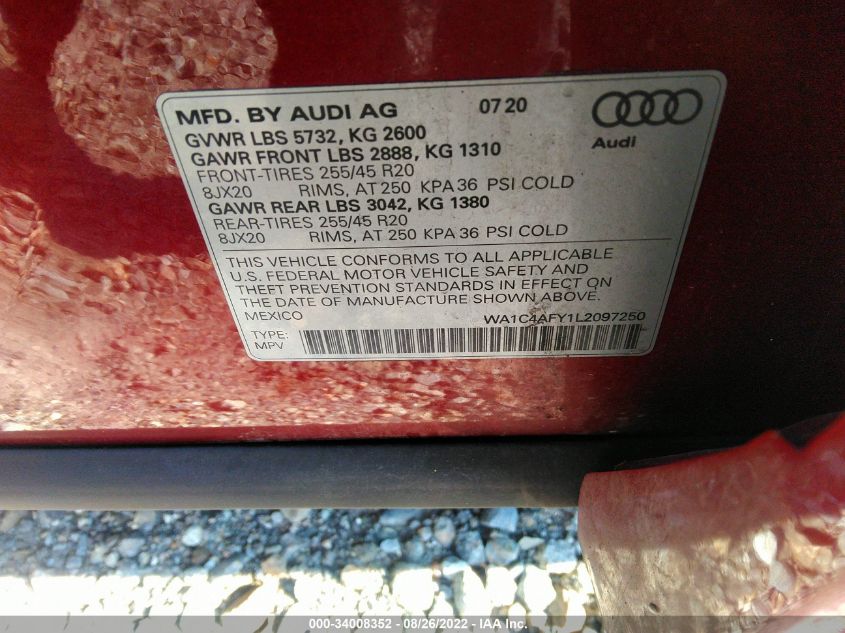 MFD. BY AUDI AG 07 20
Audi
GVWR LBS 5732, KG 2600
GAWR FRONT LBS 2888, KG 1310
FRONT-TIRES 255/45 R20
8JX20 RIMS, AT 250 KPA 36 PSI COLD
GAWR REAR LBS 3042, KG 1380
REAR-TIRES 255/45 R20
8JX20 RIMS, AT 250 KPA 36 PSI COLD
THIS VEHICLE CONFORMS TO ALL APPLICABLE
U.S. FEDERAL MOTOR VEHICLE SAFETY AND
THEFT PREVENTION STANDARDS IN EFFECT ON
THE DATE OF MANUFACTURE SHOWN ABOVE.
MEXICO WA1C4AFY1L2097250
TYPE:
MPV
000-34008352 - 08/26/2022 - IAA Inc.